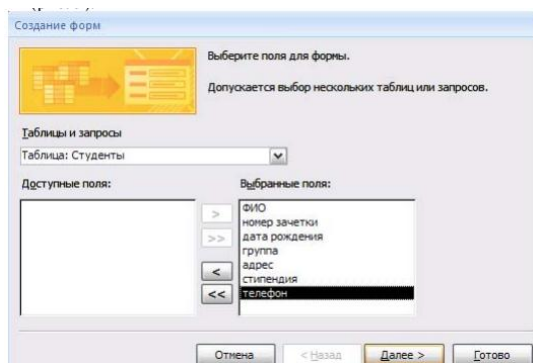 Создание форм
Выберите поля для формы.
Допускается выбор нескольких таблиц или запросов.
Таблицы и запросы
Таблица: Студенты
Доступные поля:
Выбранные поля:
>
>>
<
<<
ФИО
номер зачетки
дата рождения
группа
адрес
стипендия
телефон
Отмена
< Назад
Далее >
Готово